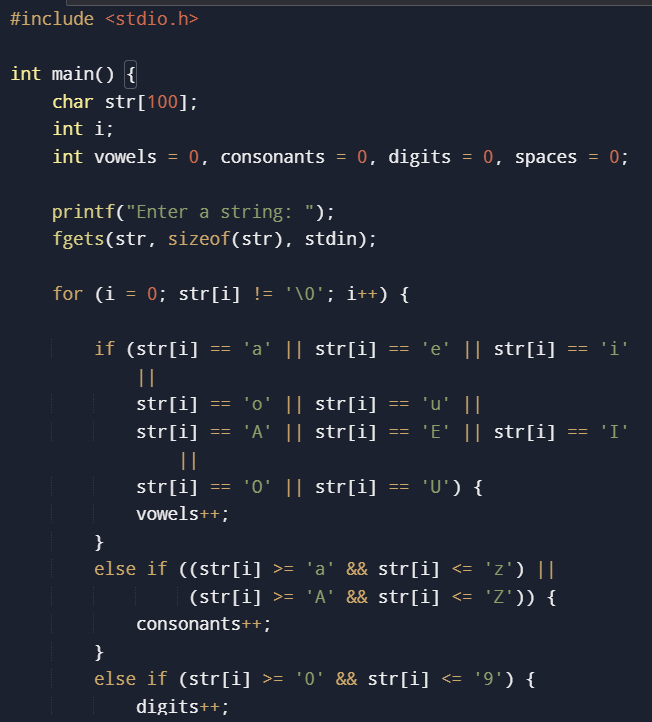 #include <stdio.h>
int main() {
char str[100];
int i;
int vowels = 0, consonants = 0, digits = 0, spaces = 0;
printf("Enter a string: ");
fgets(str, sizeof(str), stdin);
for (i = 0; str[i] != '\0'; i++) {
if (str[i] == 'a' || str[i] == 'e' || str[i] == 'i'
||
str[i] == 'o' || str[i] == 'u' ||
str[i] == 'A' || str[i] == 'E' || str[i] == 'I'
||
str[i] == 'O' || str[i] == 'U') {
vowels++;
}
else if ((str[i] >= 'a' && str[i] <= 'z') ||
(str[i] >= 'A' && str[i] <= 'Z')) {
consonants++;
}
else if (str[i] >= '0' && str[i] <= '9') {
digits++;